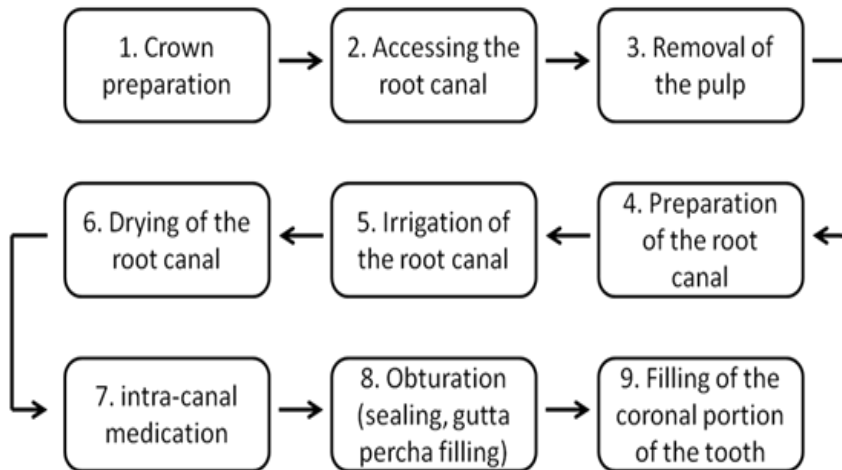 1. Crown
preparation
2. Accessing the
root canal
3. Removal of
the pulp
4. Preparation
of the root
canal
5. Irrigation of
the root canal
6. Drying of the
root canal
7. intra-canal
medication
8. Obturation
(sealing, gutta
percha filling)
9. Filling of the
coronal portion
of the tooth